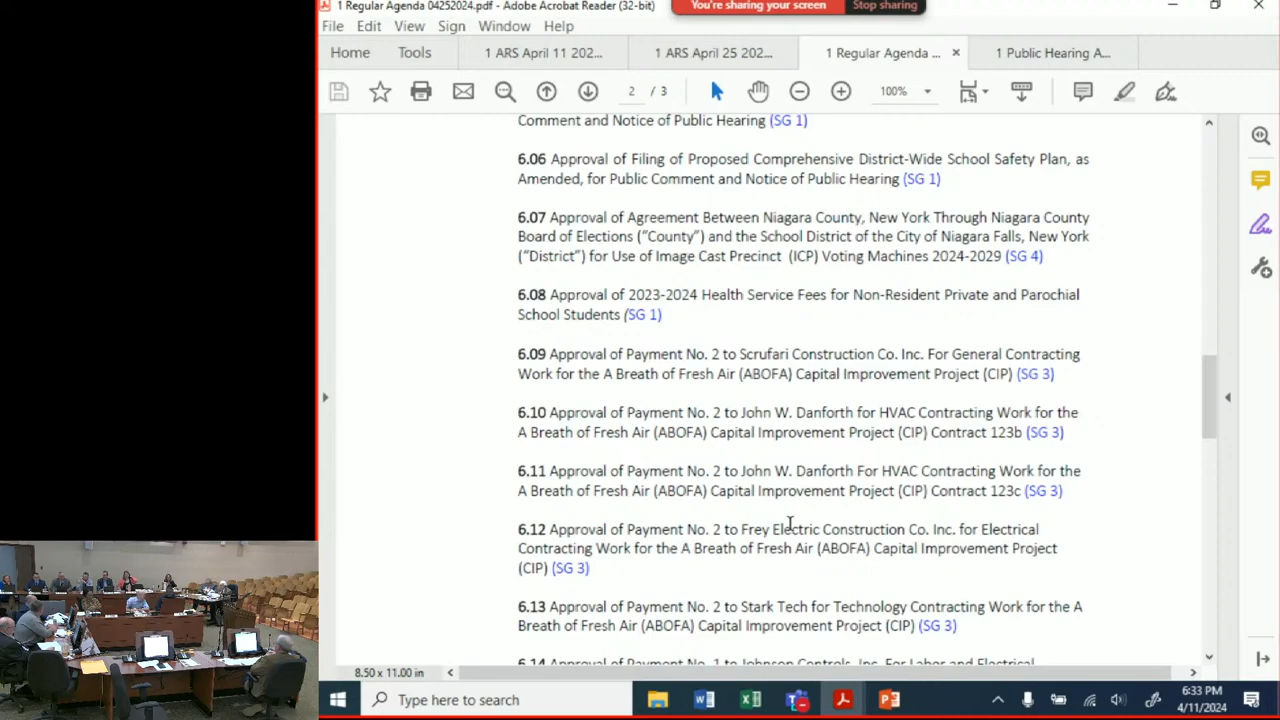 1 Regular Agenda 04252024.pdf - Adobe Acrobat Reader (32-bit)
You're sharing your screen
Stop sharing
File Edit View Sign Window Help
Home Tools 1 ARS April 11 202... 1 ARS April 25 202... 1 Regular Agenda ... × 1 Public Hearing A...
2 / 3 100%
Comment and Notice of Public Hearing (SG 1)
6.06 Approval of Filing of Proposed Comprehensive District-Wide School Safety Plan, as
Amended, for Public Comment and Notice of Public Hearing (SG 1)
6.07 Approval of Agreement Between Niagara County, New York Through Niagara County
Board of Elections (“County”) and the School District of the City of Niagara Falls, New York
(“District”) for Use of Image Cast Precinct (ICP) Voting Machines 2024-2029 (SG 4)
6.08 Approval of 2023-2024 Health Service Fees for Non-Resident Private and Parochial
School Students (SG 1)
6.09 Approval of Payment No. 2 to Scrufari Construction Co. Inc. For General Contracting
Work for the A Breath of Fresh Air (ABOFA) Capital Improvement Project (CIP) (SG 3)
6.10 Approval of Payment No. 2 to John W. Danforth for HVAC Contracting Work for the
A Breath of Fresh Air (ABOFA) Capital Improvement Project (CIP) Contract 123b (SG 3)
6.11 Approval of Payment No. 2 to John W. Danforth For HVAC Contracting Work for the
A Breath of Fresh Air (ABOFA) Capital Improvement Project (CIP) Contract 123c (SG 3)
6.12 Approval of Payment No. 2 to Frey Electric Construction Co. Inc. for Electrical
Contracting Work for the A Breath of Fresh Air (ABOFA) Capital Improvement Project
(CIP) (SG 3)
6.13 Approval of Payment No. 2 to Stark Tech for Technology Contracting Work for the A
Breath of Fresh Air (ABOFA) Capital Improvement Project (CIP) (SG 3)
6.14 Approval of Payment No. 1 to Johnson Controls, Inc. For Labor and Electrical
8.50 x 11.00 in
Type here to search
6:33 PM
4/11/2024